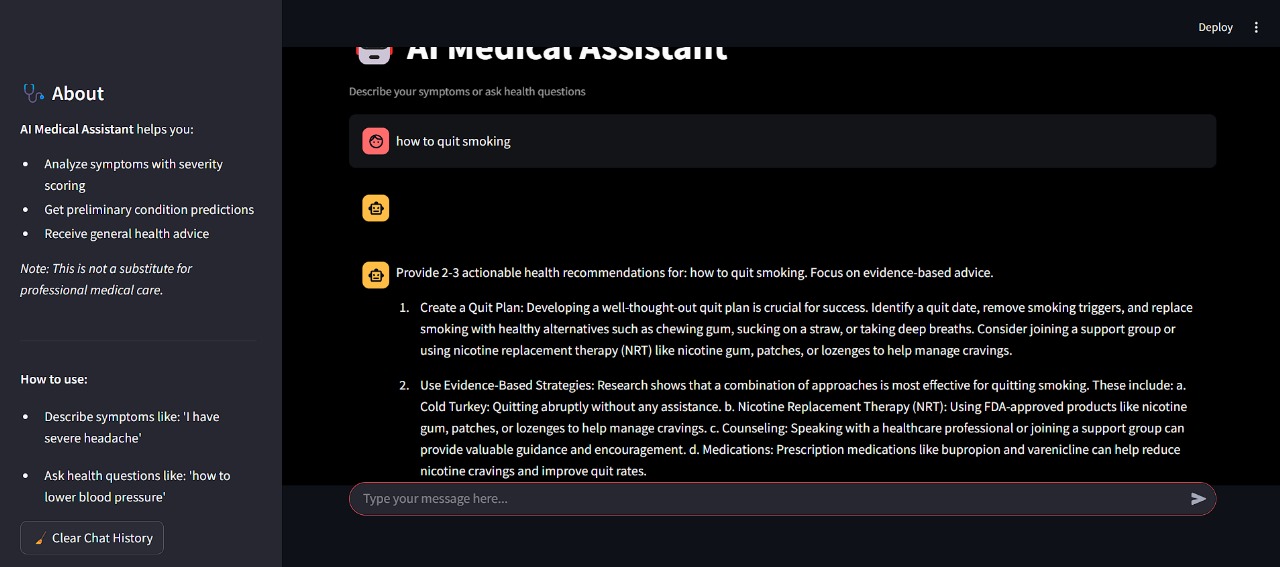 Deploy
AI Medical Assistant
Describe your symptoms or ask health questions
About
AI Medical Assistant helps you:
Analyze symptoms with severity
scoring
Get preliminary condition predictions
Receive general health advice
Note: This is not a substitute for
professional medical care.
How to use:
Describe symptoms like: 'I have
severe headache'
Ask health questions like: 'how to
lower blood pressure'
Clear Chat History
how to quit smoking
Provide 2-3 actionable health recommendations for: how to quit smoking. Focus on evidence-based advice.
1. Create a Quit Plan: Developing a well-thought-out quit plan is crucial for success. Identify a quit date, remove smoking triggers, and replace
smoking with healthy alternatives such as chewing gum, sucking on a straw, or taking deep breaths. Consider joining a support group or
using nicotine replacement therapy (NRT) like nicotine gum, patches, or lozenges to help manage cravings.
2. Use Evidence-Based Strategies: Research shows that a combination of approaches is most effective for quitting smoking. These include: a.
Cold Turkey: Quitting abruptly without any assistance. b. Nicotine Replacement Therapy (NRT): Using FDA-approved products like nicotine
gum, patches, or lozenges to help manage cravings. c. Counseling: Speaking with a healthcare professional or joining a support group can
provide valuable guidance and encouragement. d. Medications: Prescription medications like bupropion and varenicline can help reduce
nicotine cravings and improve quit rates.
Type your message here...